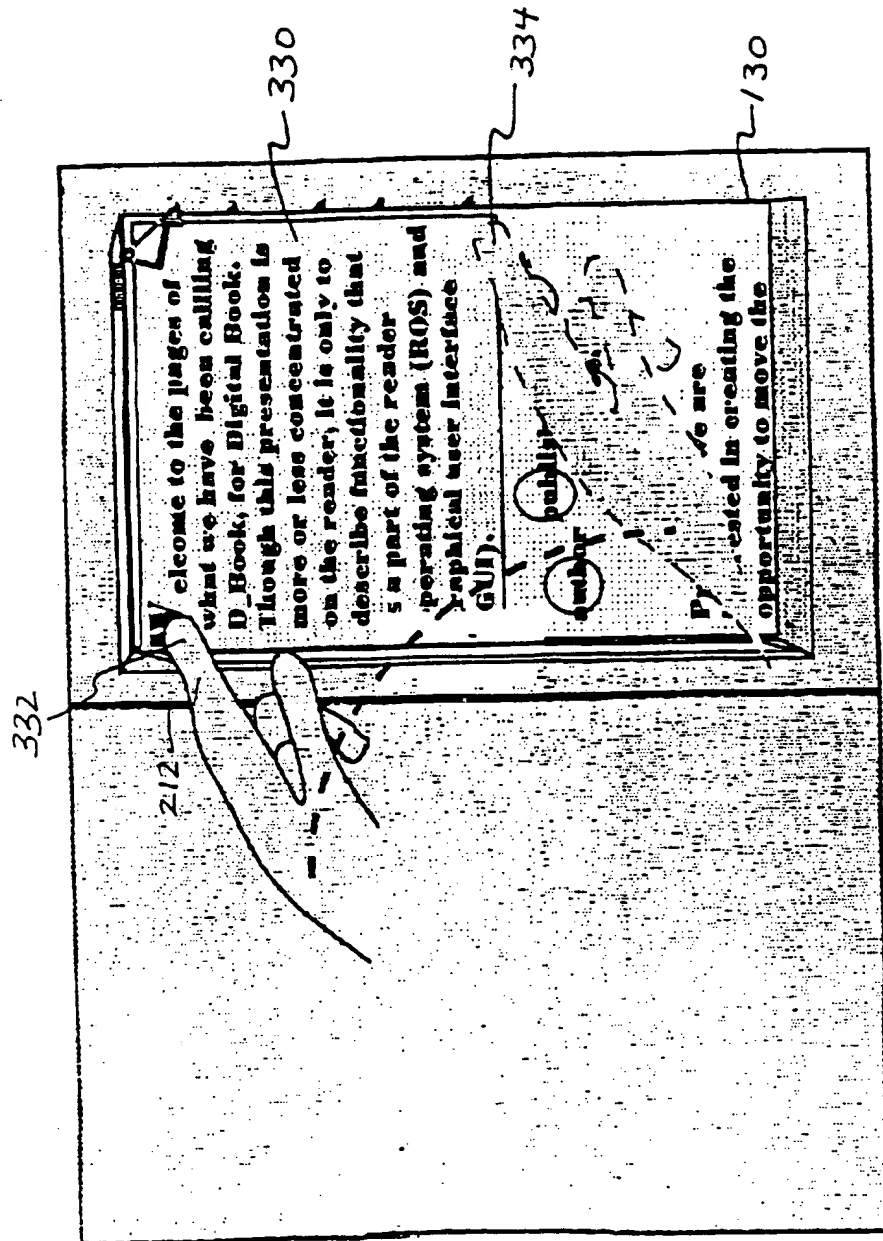 332
212
330
334
130
W
elcome to the pages of
what we have been callling
D_Book, for Digital Book.
Though this presentation is
more or less concentrated
on the reader, it is only to
describe functionality that
s a part of the reader
perating system (ROS) and
raphical user interface
GUI).
author publis
Pr We are
ested in creating the
opportunity to move the